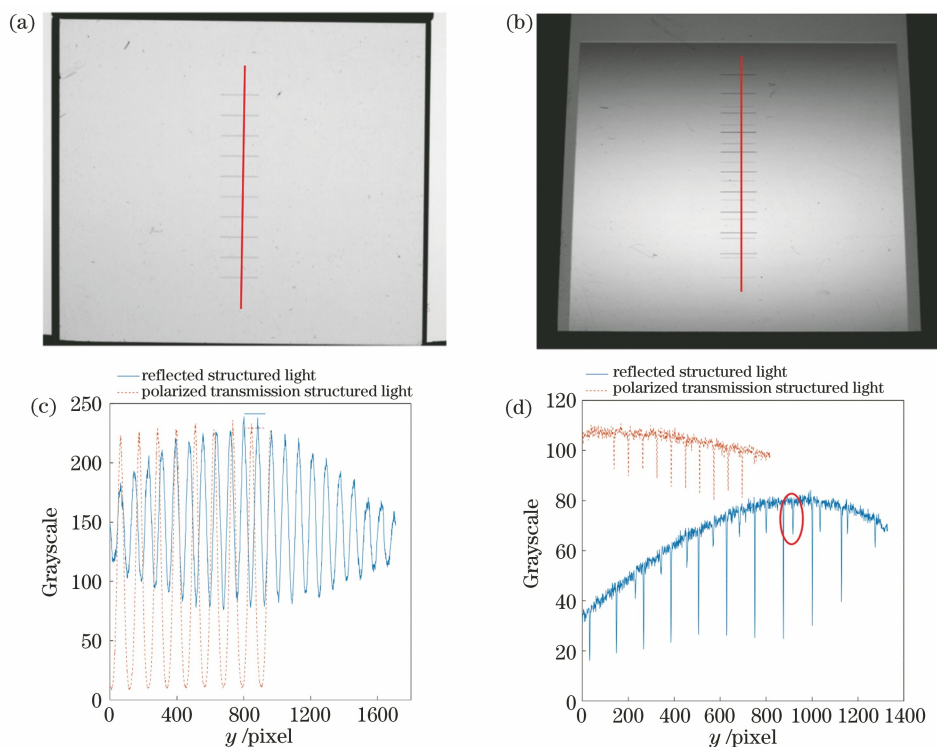 (a)
(b)
reflected structured light
polarized transmission structured light
(c)
250
200
150
100
50
0
Grayscale
0 400 800 1200 1600
y /pixel
reflected structured light
polarized transmission structured light
(d)
120
100
80
60
40
20
0
Grayscale
0 200 400 600 800 1000 1200 1400
y /pixel